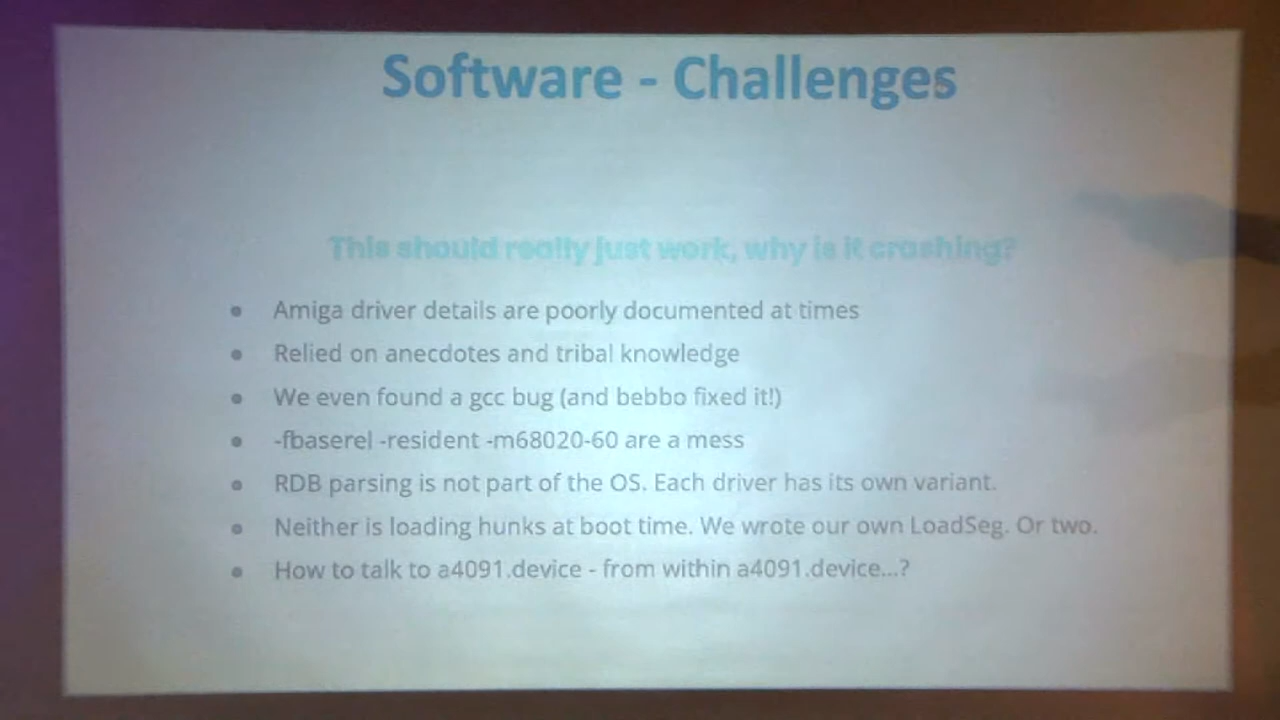 Software - Challenges
This should really just work, why is it crashing?
Amiga driver details are poorly documented at times
Relied on anecdotes and tribal knowledge
We even found a gcc bug (and bebbo fixed it!)
-fbaserel -resident -m68020-60 are a mess
RDB parsing is not part of the OS. Each driver has its own variant.
Neither is loading hunks at boot time. We wrote our own LoadSeg. Or two.
How to talk to a4091.device - from within a4091.device...?